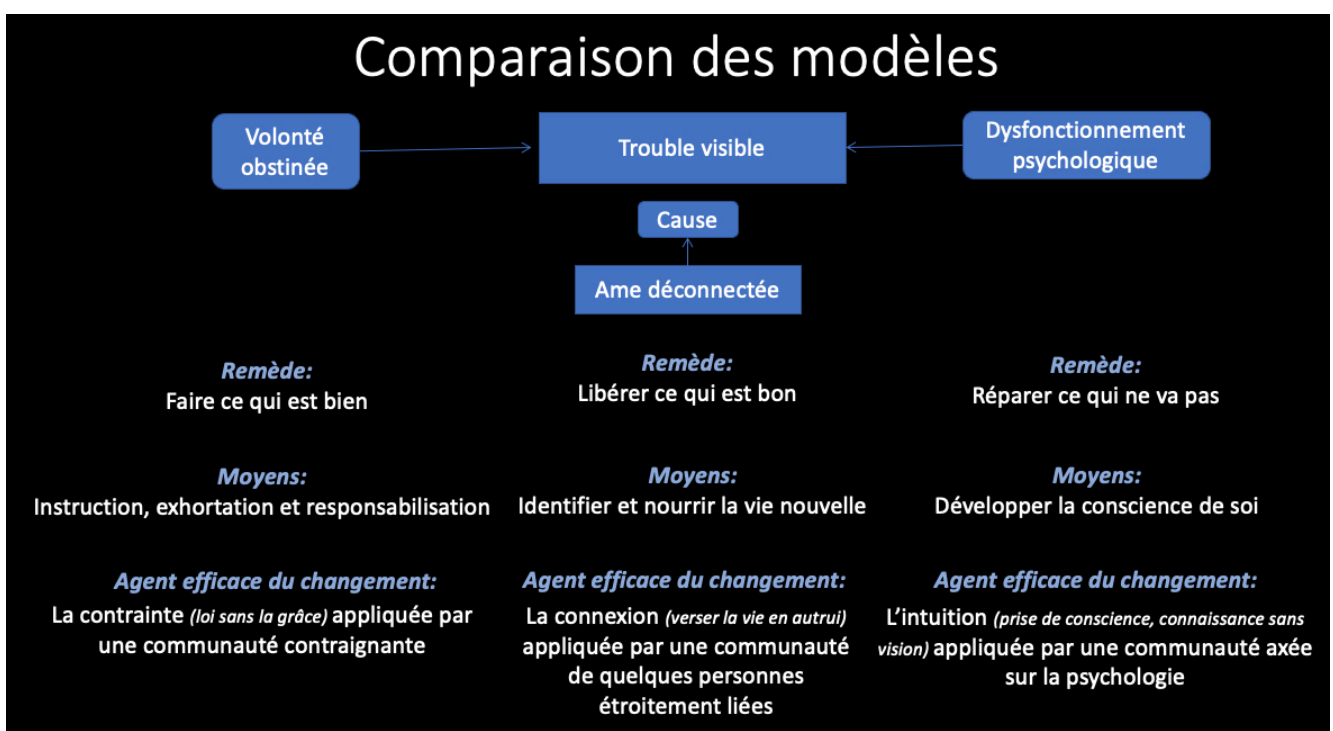 Comparaison des modèles
Volonté
obstinée
Trouble visible
Dysfonctionnement
psychologique
Cause
Ame déconnectée
Remède:
Faire ce qui est bien
Remède:
Libérer ce qui est bon
Remède:
Réparer ce qui ne va pas
Moyens:
Instruction, exhortation et responsabilisation
Moyens:
Identifier et nourrir la vie nouvelle
Moyens:
Développer la conscience de soi
Agent efficace du changement:
La contrainte (loi sans la grâce) appliquée par
une communauté contraignante
Agent efficace du changement:
La connexion (verser la vie en autrui)
appliquée par une communauté
de quelques personnes
étroitement liées
Agent efficace du changement:
L’intuition (prise de conscience, connaissance sans
vision) appliquée par une communauté axée
sur la psychologie